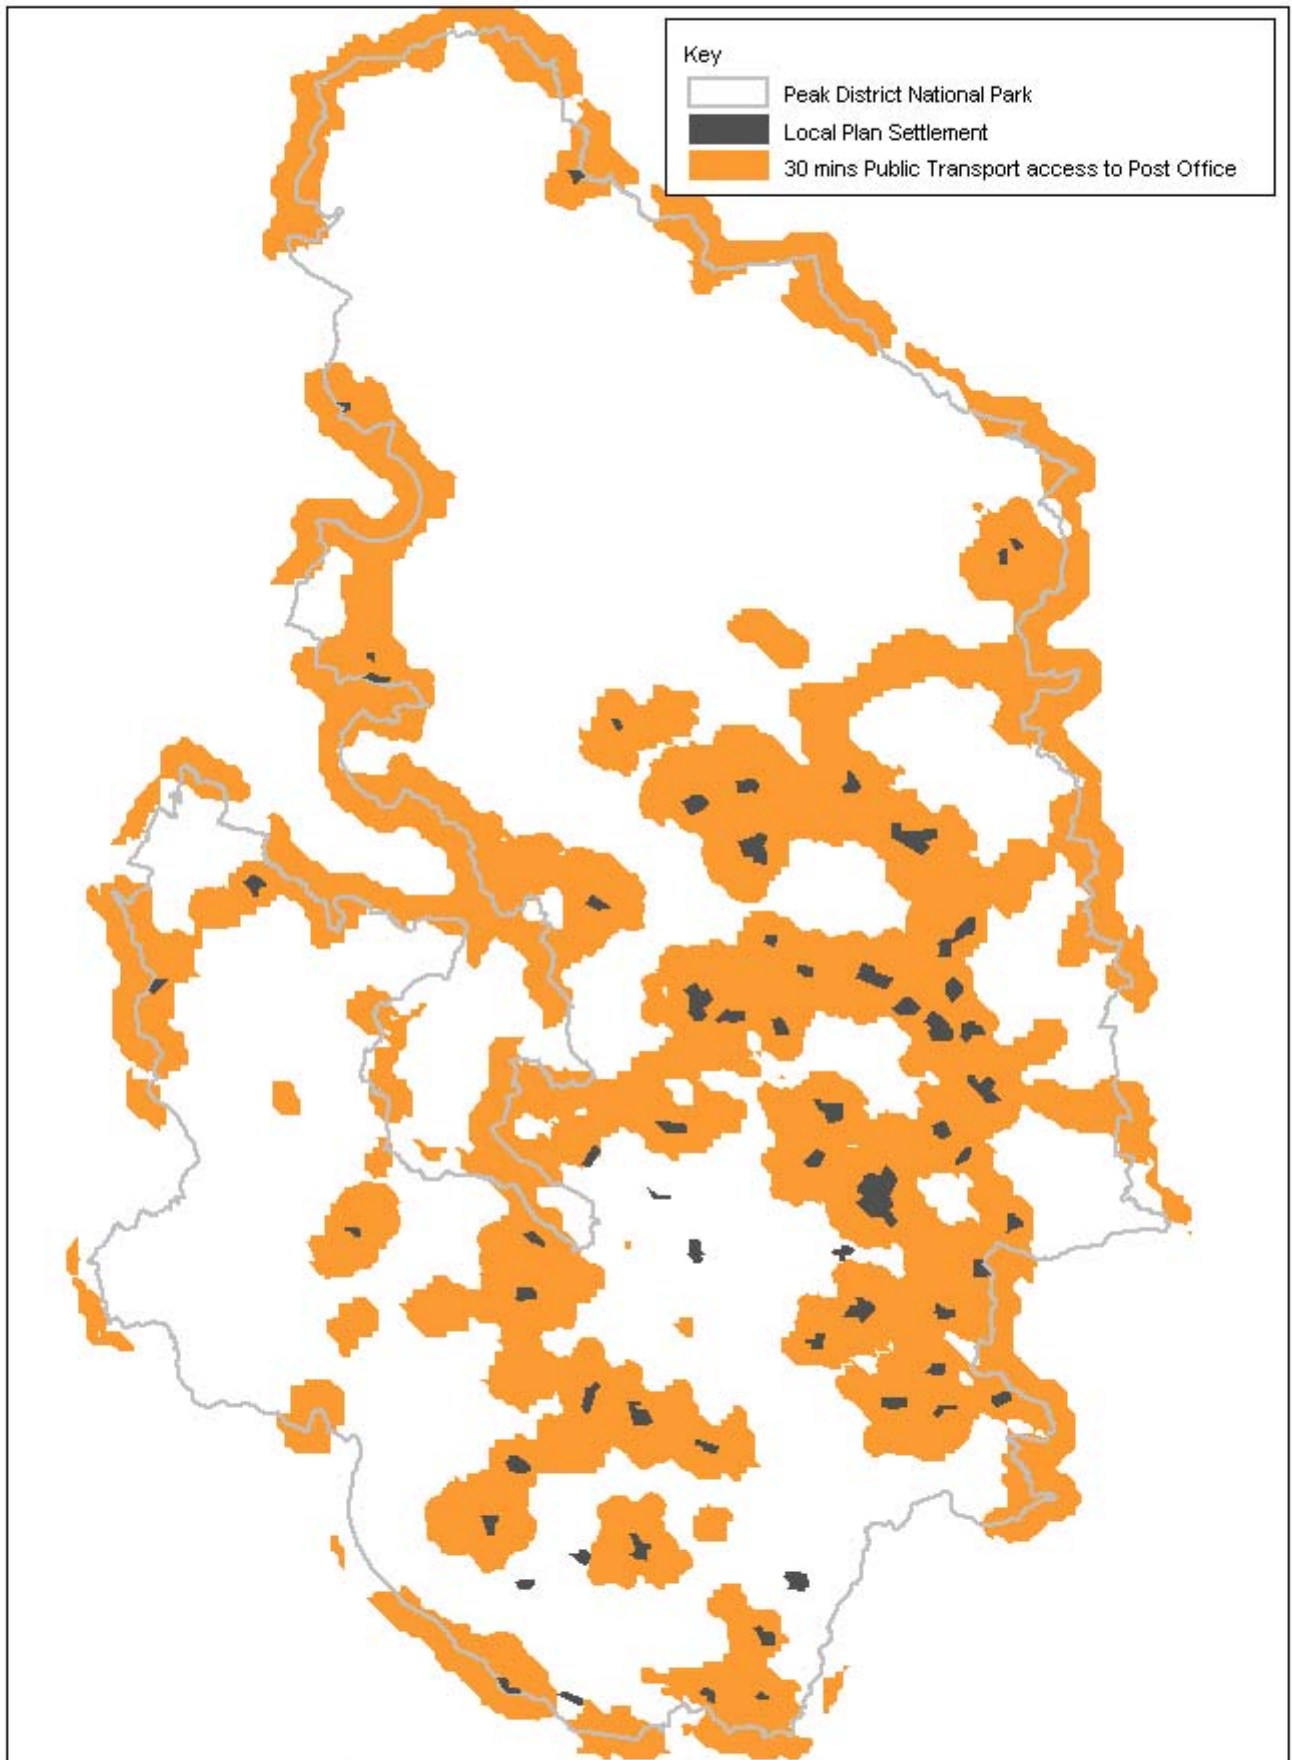 Key
Peak District National Park
Local Plan Settlement
30 mins Public Transport access to Post Office